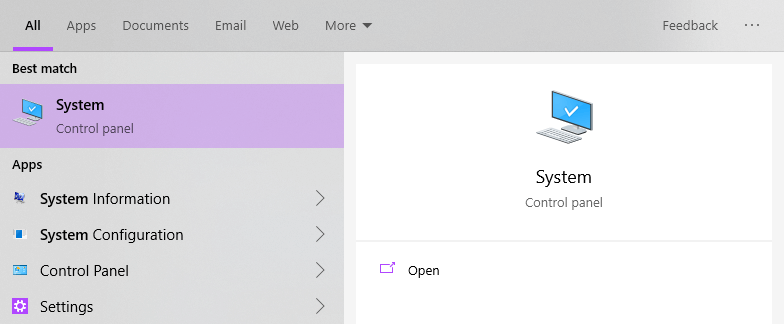 All Apps Documents Email Web More Feedback ...
Best match
System
Control panel
Apps
System Information
System Configuration
Control Panel
Settings
System
Control panel
Open